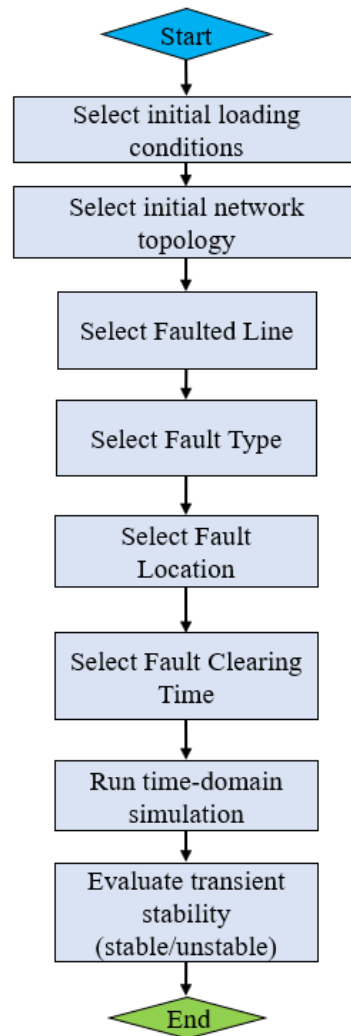 Start
Select initial loading
conditions
Select initial network
topology
Select Faulted Line
Select Fault Type
Select Fault
Location
Select Fault Clearing
Time
Run time-domain
simulation
Evaluate transient
stability
(stable/unstable)
End